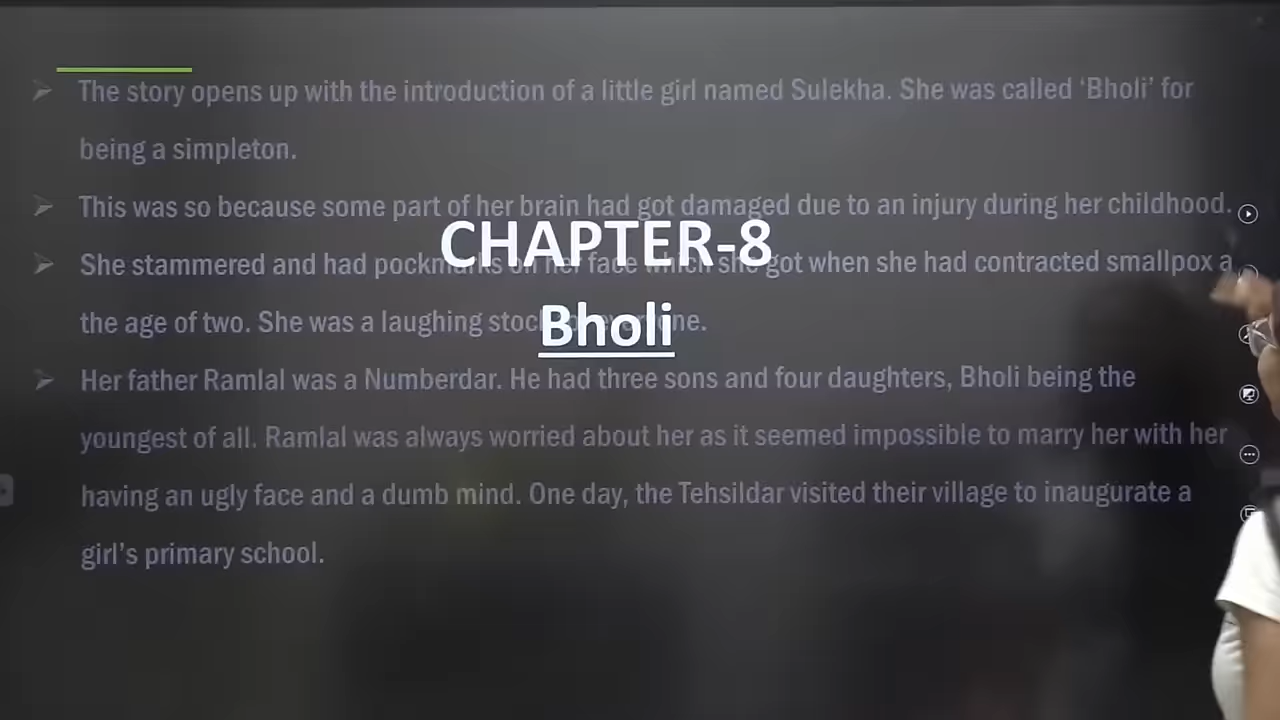 The story opens up with the introduction of a little girl named Sulekha. She was called ‘Bholi’ for
being a simpleton.
This was so because some part of her brain had got damaged due to an injury during her childhood.
CHAPTER-8
She stammered and had pockmarks on her face which she got when she had contracted smallpox a
the age of two. She was a laughing stock everyone.
Bholi
Her father Ramlal was a Numberdar. He had three sons and four daughters, Bholi being the
youngest of all. Ramlal was always worried about her as it seemed impossible to marry her with her
having an ugly face and a dumb mind. One day, the Tehsildar visited their village to inaugurate a
girl’s primary school.